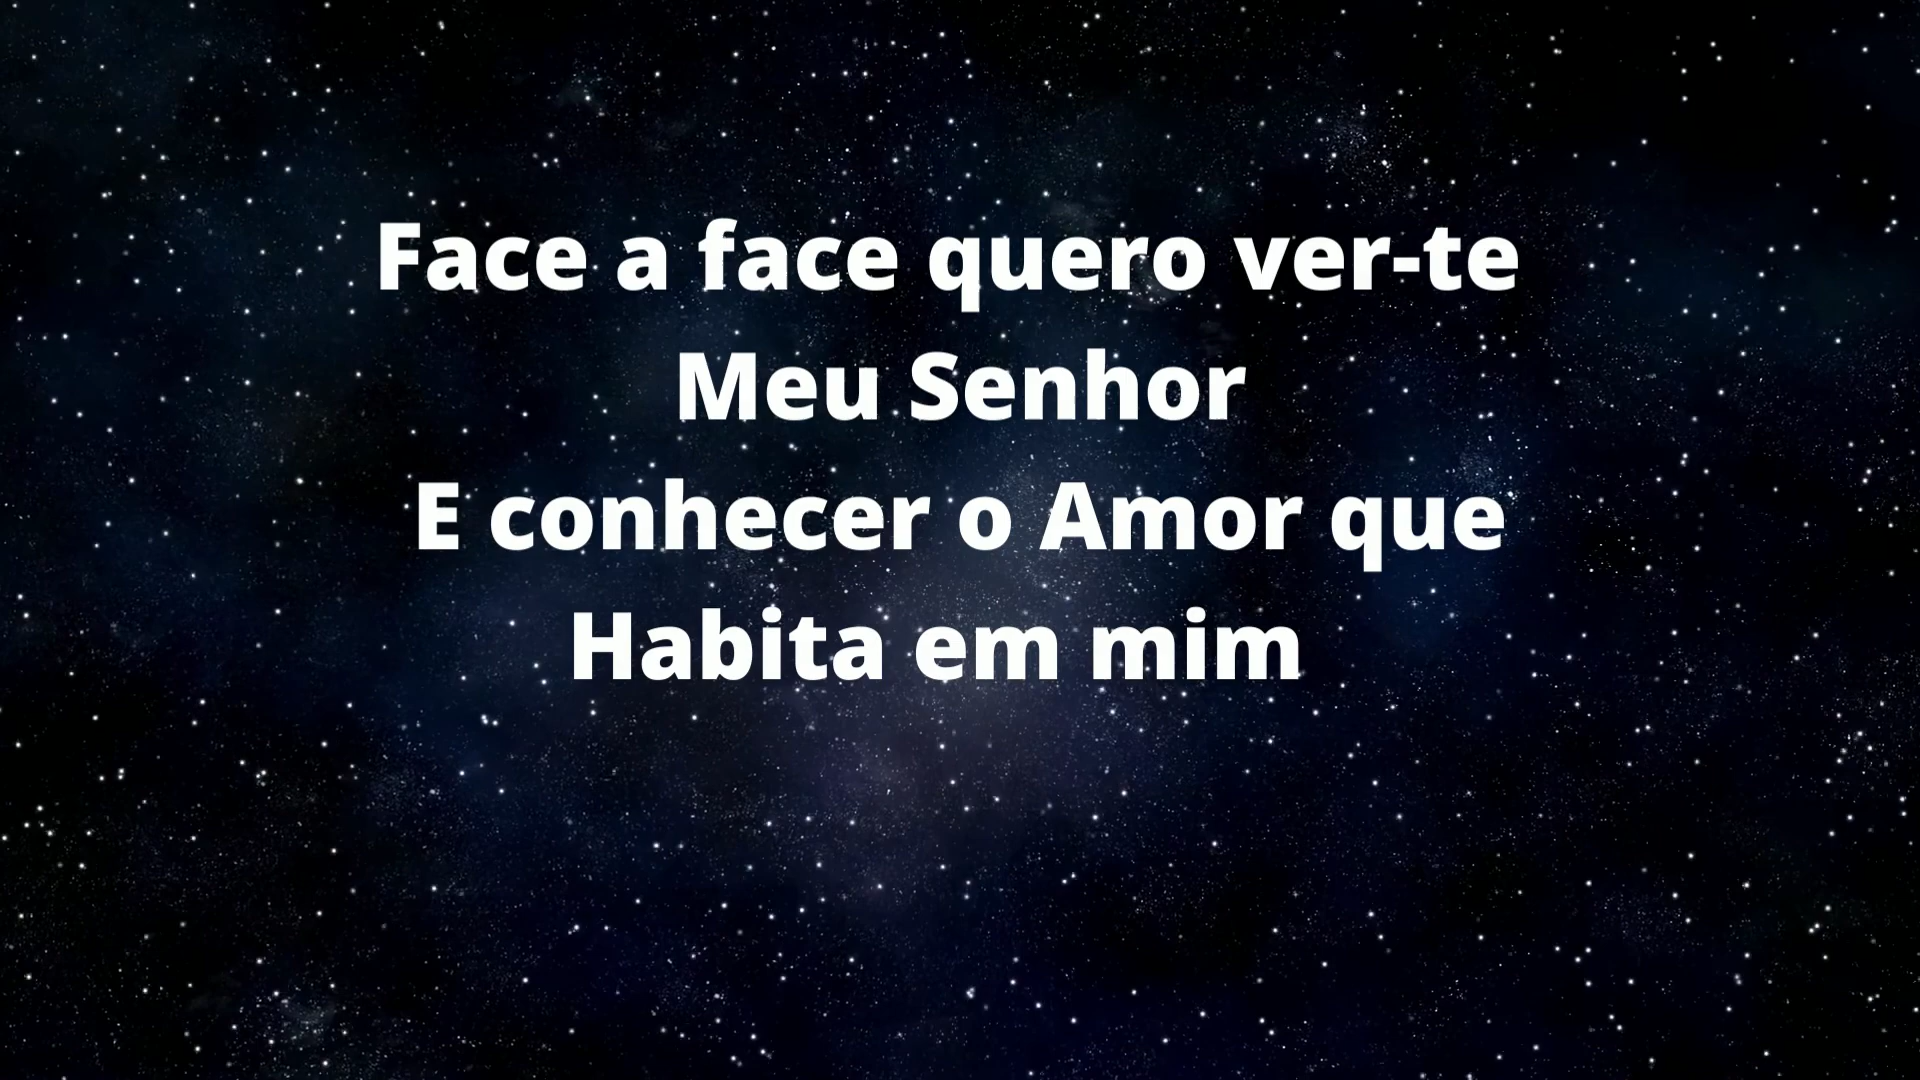 Face a face quero ver-te
Meu Senhor
E conhecer o Amor que
Habita em mim